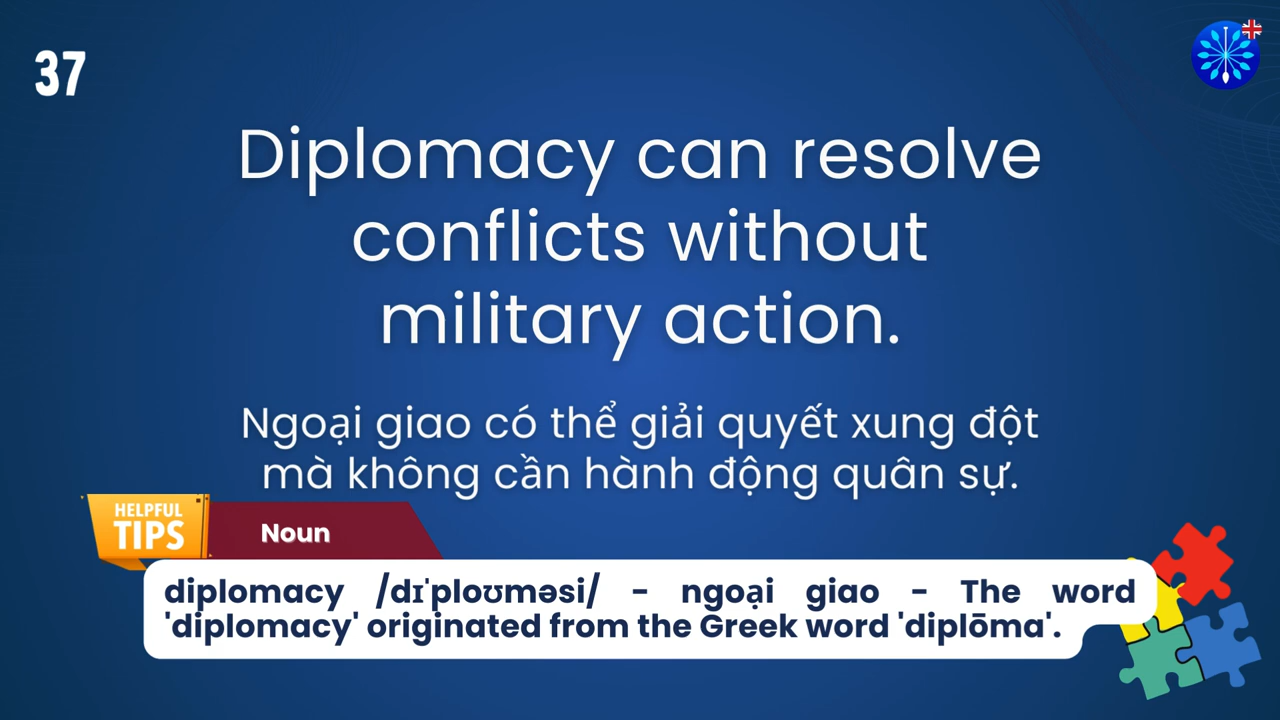 37
Diplomacy can resolve
conflicts without
military action.
Ngoại giao có thể giải quyết xung đột
mà không cần hành động quân sự.
HELPFUL
TIPS
Noun
diplomacy /dɪˈploʊməsi/ - ngoại giao - The word
'diplomacy' originated from the Greek word 'diplōma'.